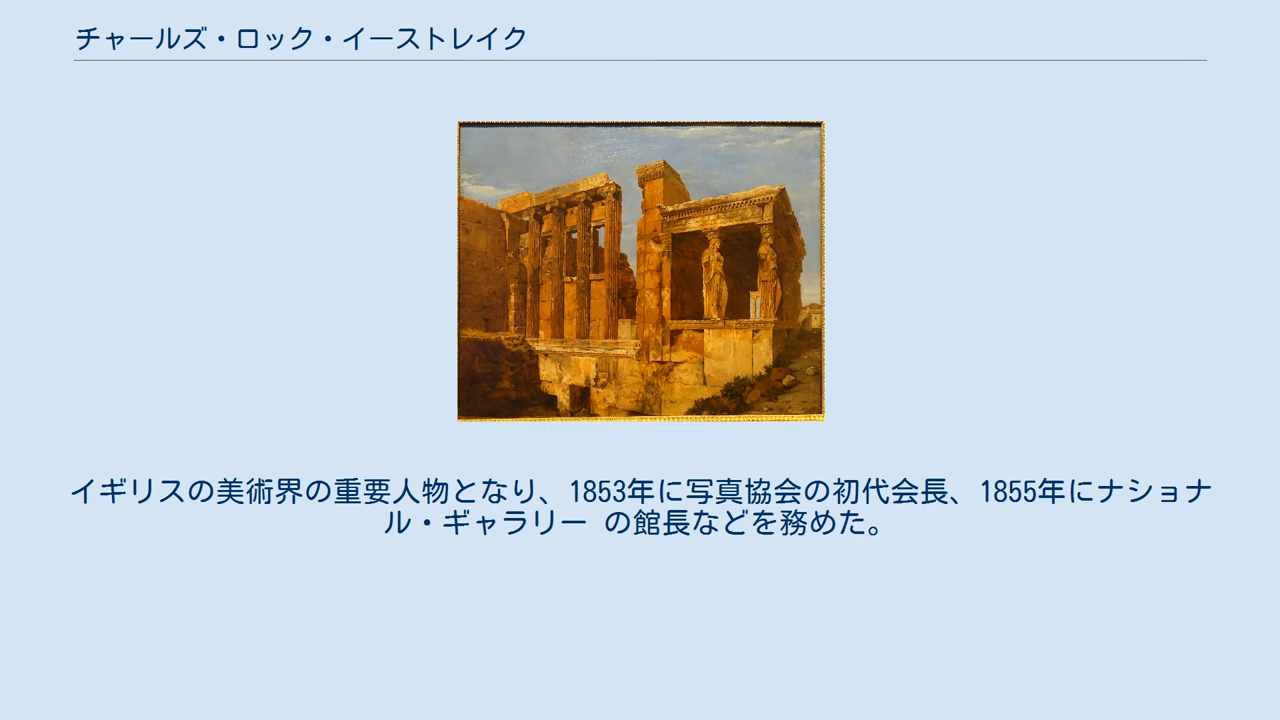 チャールズ・ロック・イーストレイク
イギリスの美術界の重要人物となり、1853年に写真協会の初代会長、1855年にナショナ
ル・ギャラリー の館長などを務めた。